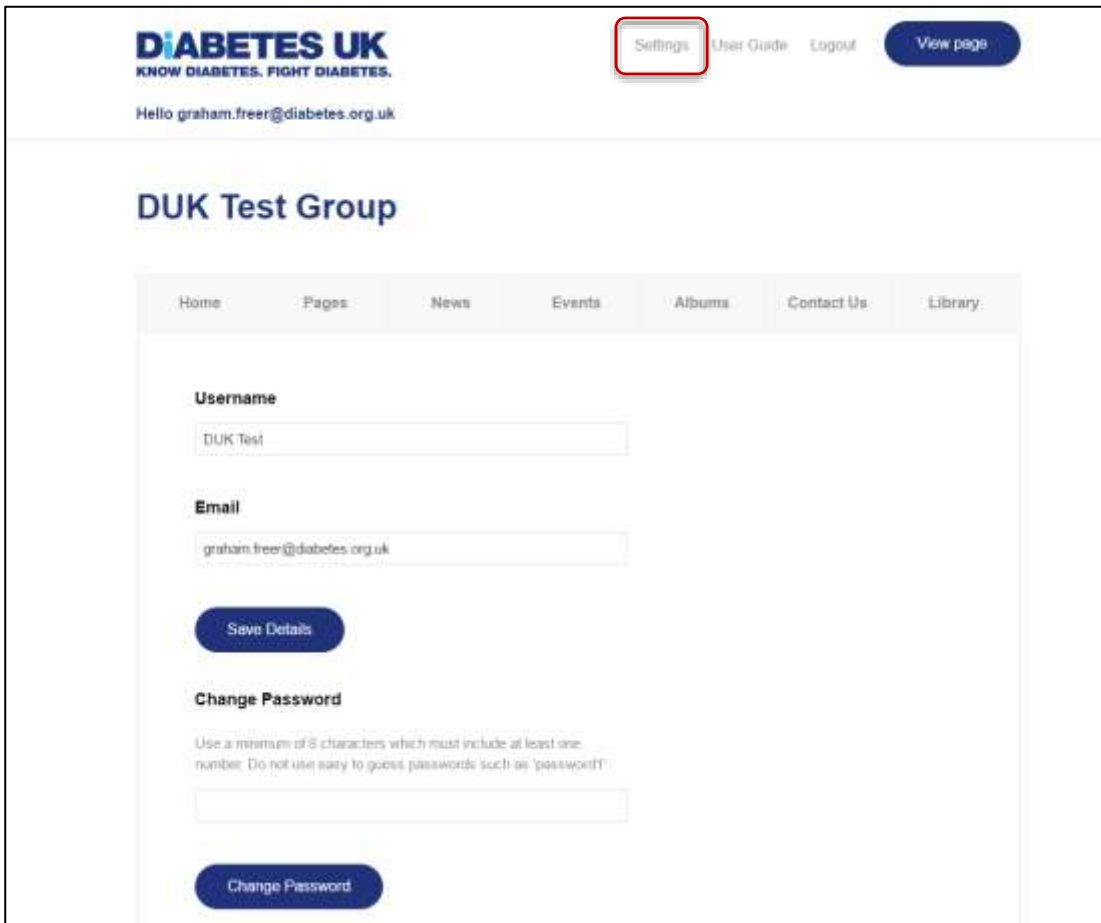 DiABETES UK
KNOW DIABETES. FIGHT DIABETES.
Settings User Guide Logout View page
Hello graham.freer@diabetes.org.uk
DUK Test Group
Home Pages News Events Albums Contact Us Library
Username
DUK Test
Email
graham.freer@diabetes.org.uk
Save Details
Change Password
Use a minimum of 8 characters which must include at least one
number. Do not use easy to guess passwords such as 'password1'
Change Password